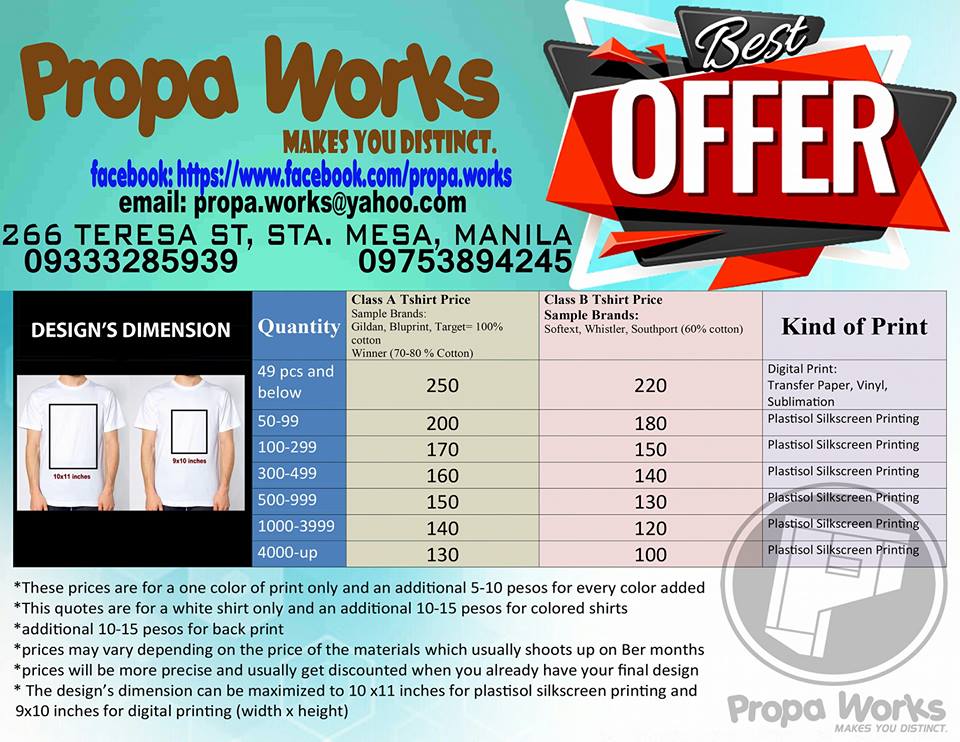 Propa Works
MAKES YOU DISTINCT.
facebook: https://www.facebook.com/propa.works
email: propa.works@yahoo.com
266 TERESA ST, STA. MESA, MANILA
09333285939 09753894245
Best
OFFER
DESIGN'S DIMENSION
10x11 inches
9x10 inches
Quantity
Class A Tshirt Price
Sample Brands:
Gildan, Bluprint, Target= 100%
cotton
Winner (70-80 % Cotton)
Class B Tshirt Price
Sample Brands:
Softext, Whistler, Southport (60% cotton)
Kind of Print
49 pcs and
below
250
220
Digital Print:
Transfer Paper, Vinyl,
Sublimation
50-99 200 180 Plastisol Silkscreen Printing
100-299 170 150 Plastisol Silkscreen Printing
300-499 160 140 Plastisol Silkscreen Printing
500-999 150 130 Plastisol Silkscreen Printing
1000-3999 140 120 Plastisol Silkscreen Printing
4000-up 130 100 Plastisol Silkscreen Printing
*These prices are for a one color of print only and an additional 5-10 pesos for every color added
*This quotes are for a white shirt only and an additional 10-15 pesos for colored shirts
*additional 10-15 pesos for back print
*prices may vary depending on the price of the materials which usually shoots up on Ber months
*prices will be more precise and usually get discounted when you already have your final design
* The design's dimension can be maximized to 10 x11 inches for plastisol silkscreen printing and
9x10 inches for digital printing (width x height)
Propa Works
MAKES YOU DISTINCT.